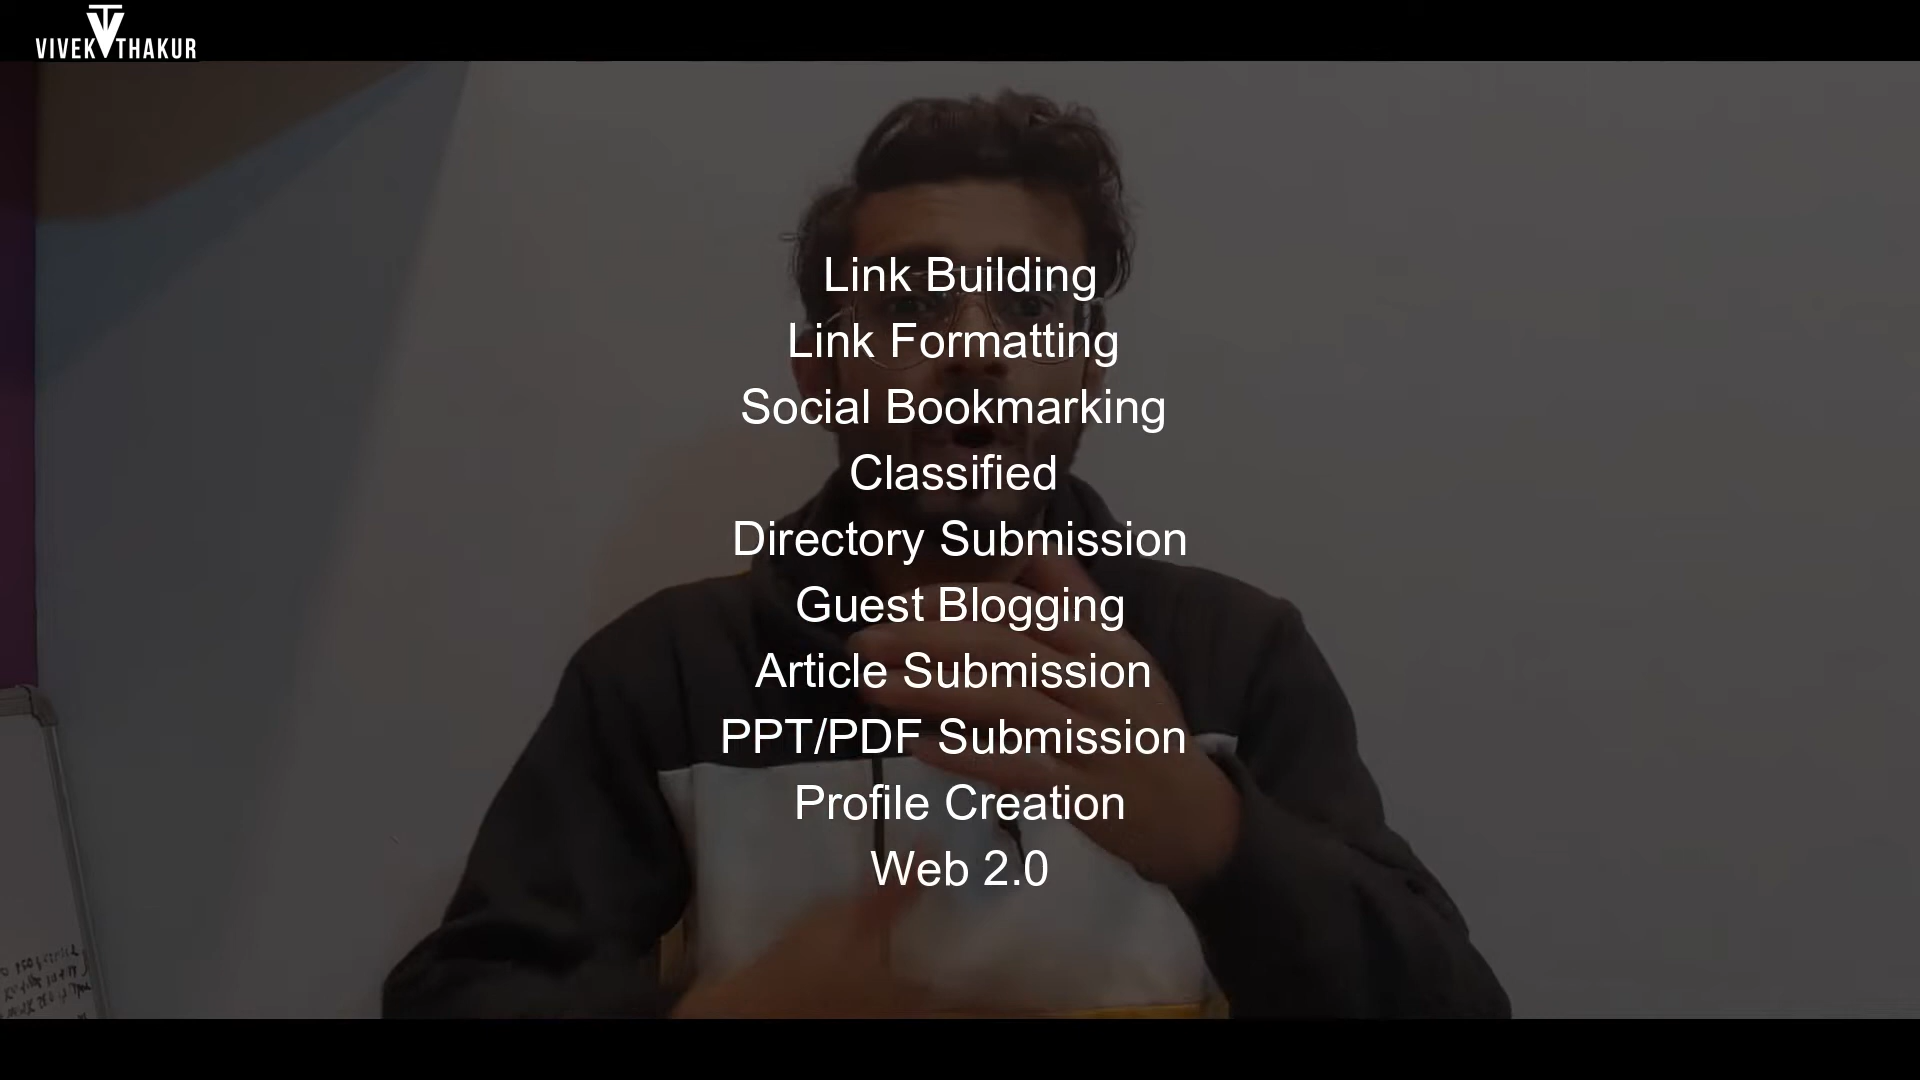 VIVEK THAKUR
Link Building
Link Formatting
Social Bookmarking
Classified
Directory Submission
Guest Blogging
Article Submission
PPT/PDF Submission
Profile Creation
Web 2.0